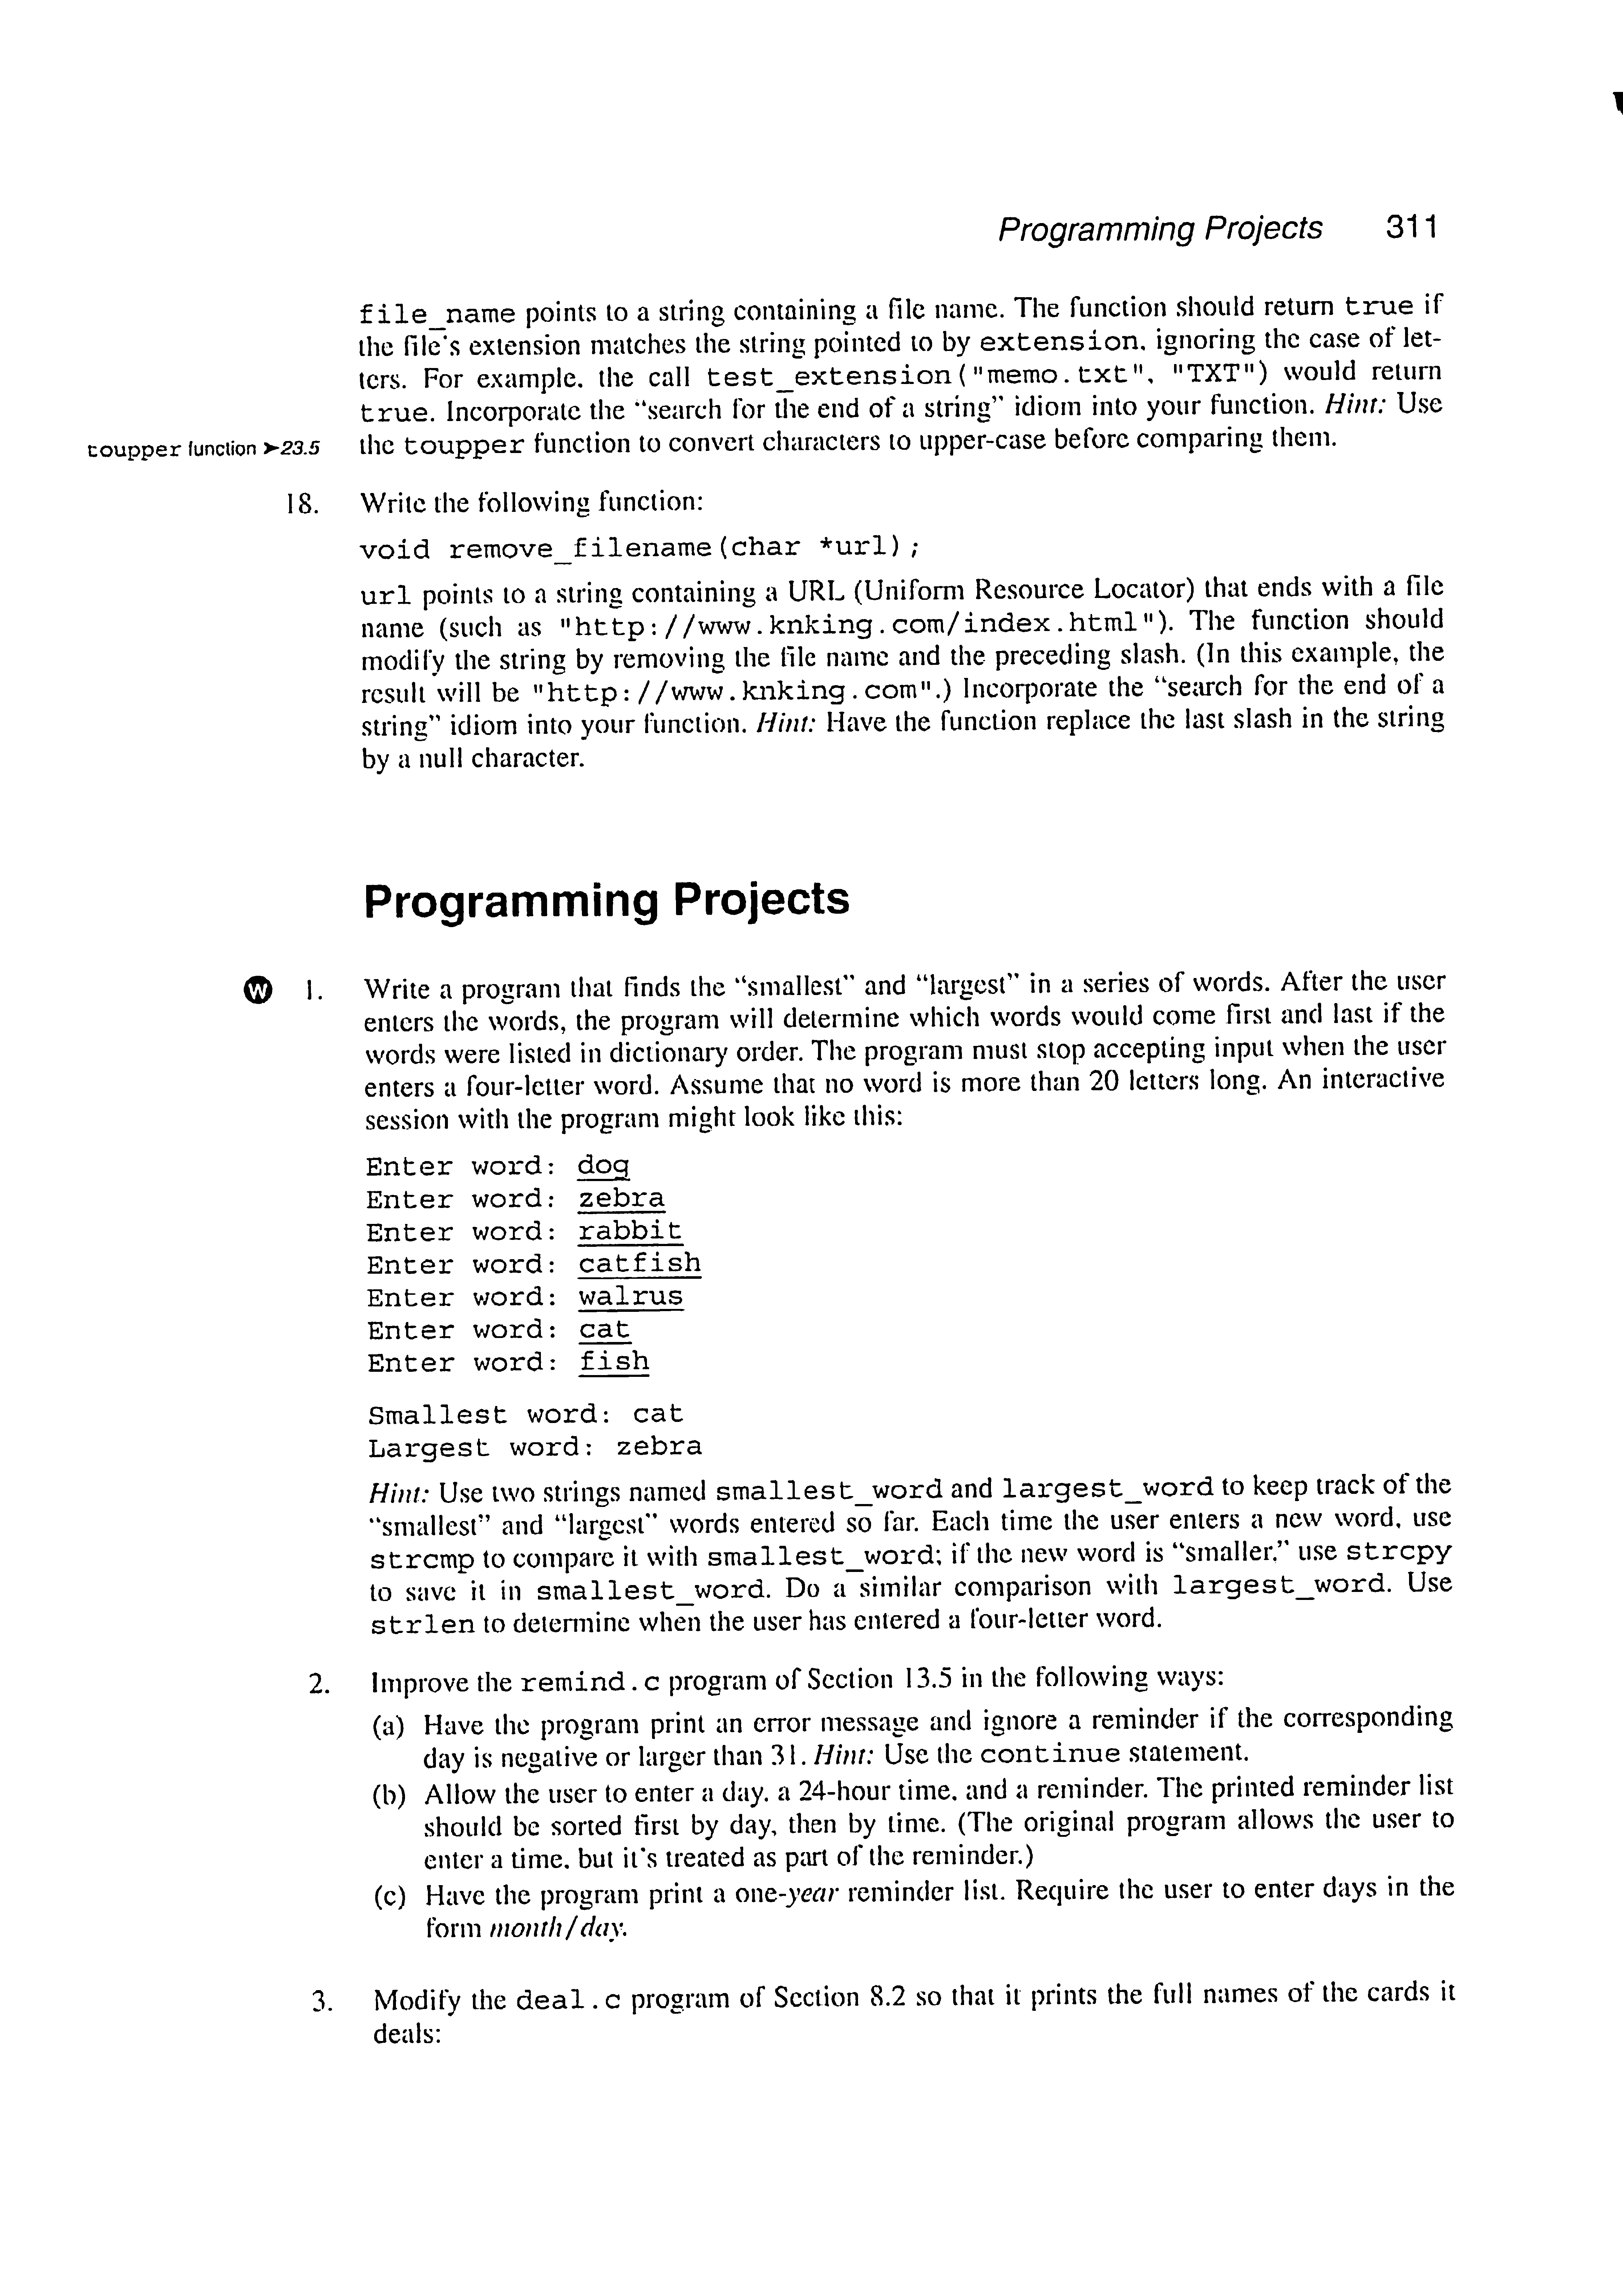 Programming Projects 311
file_name points to a string containing a file name. The function should return true if
the file's extension matches the string pointed to by extension, ignoring the case of let-
ters. For example, the call test_extension("memo.txt", "TXT") would return
true. Incorporate the "search for the end of a string" idiom into your function. Hint: Use
toupper function ➤23.5 the toupper function to convert characters to upper-case before comparing them.
18. Write the following function:
void remove_filename(char *url);
url points to a string containing a URL (Uniform Resource Locator) that ends with a file
name (such as "http://www.knking.com/index.html"). The function should
modify the string by removing the file name and the preceding slash. (In this example, the
result will be "http://www.knking.com".) Incorporate the "search for the end of a
string" idiom into your function. Hint: Have the function replace the last slash in the string
by a null character.
Programming Projects
W 1. Write a program that finds the "smallest" and "largest" in a series of words. After the user
enters the words, the program will determine which words would come first and last if the
words were listed in dictionary order. The program must stop accepting input when the user
enters a four-letter word. Assume that no word is more than 20 letters long. An interactive
session with the program might look like this:
Enter word: dog
Enter word: zebra
Enter word: rabbit
Enter word: catfish
Enter word: walrus
Enter word: cat
Enter word: fish
Smallest word: cat
Largest word: zebra
Hint: Use two strings named smallest_word and largest_word to keep track of the
"smallest" and "largest" words entered so far. Each time the user enters a new word, use
strcmp to compare it with smallest_word; if the new word is "smaller," use strcpy
to save it in smallest_word. Do a similar comparison with largest_word. Use
strlen to determine when the user has entered a four-letter word.
2. Improve the remind.c program of Section 13.5 in the following ways:
(a) Have the program print an error message and ignore a reminder if the corresponding
day is negative or larger than 31. Hint: Use the continue statement.
(b) Allow the user to enter a day, a 24-hour time, and a reminder. The printed reminder list
should be sorted first by day, then by time. (The original program allows the user to
enter a time, but it's treated as part of the reminder.)
(c) Have the program print a one-year reminder list. Require the user to enter days in the
form month/day.
3. Modify the deal.c program of Section 8.2 so that it prints the full names of the cards it
deals: